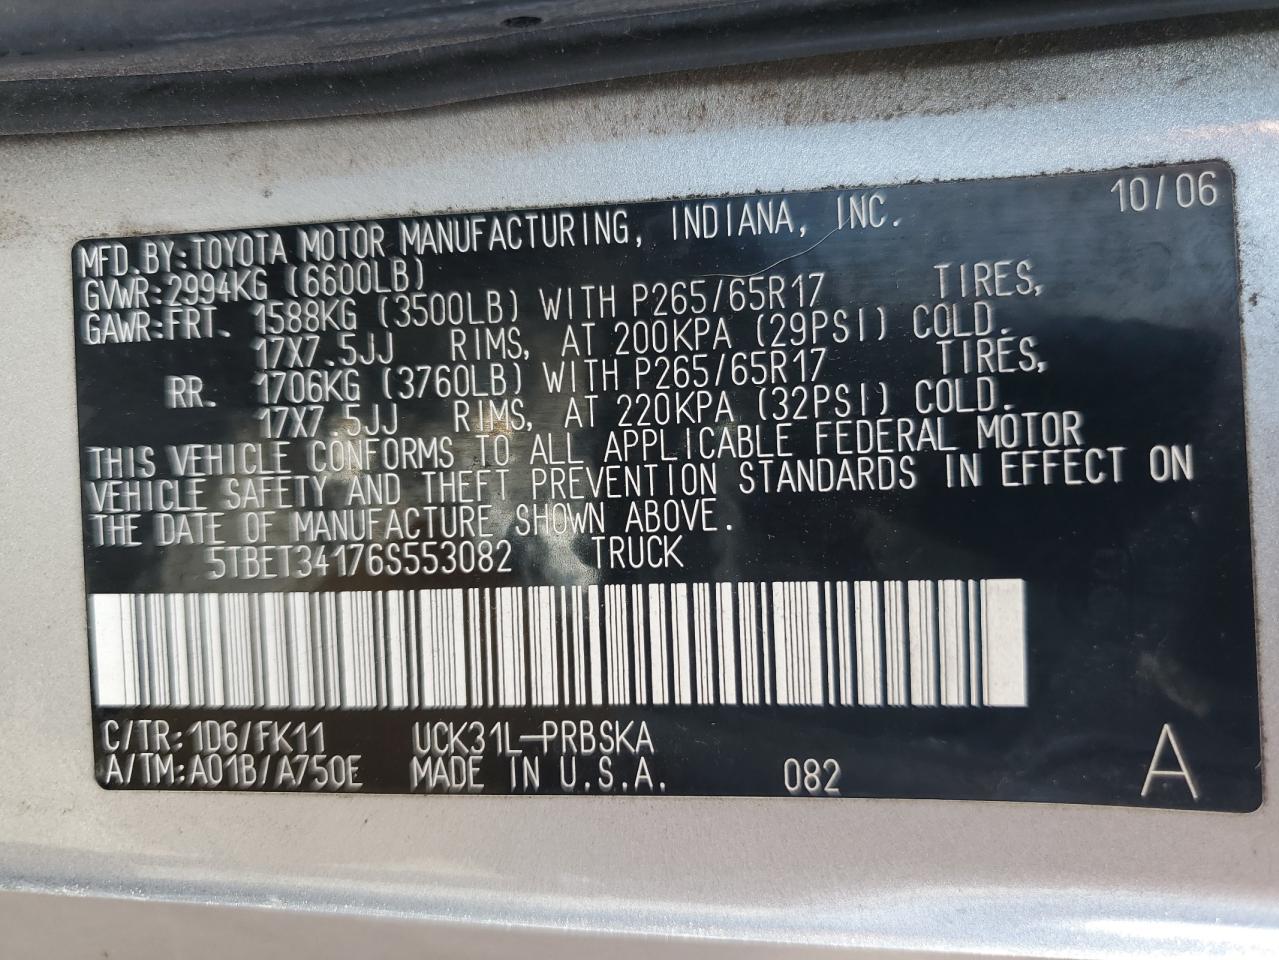 10/06
MFD.BY:TOYOTA MOTOR MANUFACTURING, INDIANA, INC.
GVWR:2994KG (6600LB)
GAWR:FRT. 1588KG (3500LB) WITH P265/65R17 TIRES,
17X7.5JJ RIMS, AT 200KPA (29PSI) COLD.
RR. 1706KG (3760LB) WITH P265/65R17 TIRES,
17X7.5JJ RIMS, AT 220KPA (32PSI) COLD.
THIS VEHICLE CONFORMS TO ALL APPLICABLE FEDERAL MOTOR
VEHICLE SAFETY AND THEFT PREVENTION STANDARDS IN EFFECT ON
THE DATE OF MANUFACTURE SHOWN ABOVE.
5TBET34176S553082 TRUCK
C/TR:1D6/FK11 UCK31L-PRBSKA
A/TM:A01B/A750E MADE IN U.S.A. 082 A